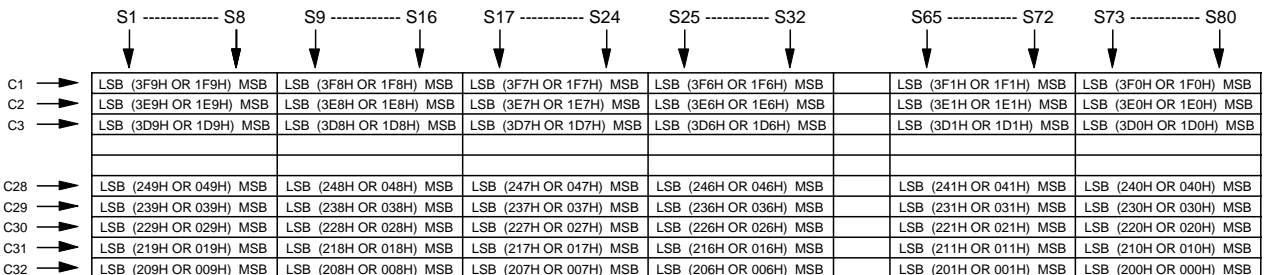 S1 ------------- S8 S9 ------------ S16 S17 ------------ S24 S25 ----------- S32 S65 ------------ S72 S73 ------------ S80
C1 LSB (3F9H OR 1F9H) MSB LSB (3F8H OR 1F8H) MSB LSB (3F7H OR 1F7H) MSB LSB (3F6H OR 1F6H) MSB LSB (3F1H OR 1F1H) MSB LSB (3F0H OR 1F0H) MSB
C2 LSB (3E9H OR 1E9H) MSB LSB (3E8H OR 1E8H) MSB LSB (3E7H OR 1E7H) MSB LSB (3E6H OR 1E6H) MSB LSB (3E1H OR 1E1H) MSB LSB (3E0H OR 1E0H) MSB
C3 LSB (3D9H OR 1D9H) MSB LSB (3D8H OR 1D8H) MSB LSB (3D7H OR 1D7H) MSB LSB (3D6H OR 1D6H) MSB LSB (3D1H OR 1D1H) MSB LSB (3D0H OR 1D0H) MSB
C28 LSB (249H OR 049H) MSB LSB (248H OR 048H) MSB LSB (247H OR 047H) MSB LSB (246H OR 046H) MSB LSB (241H OR 041H) MSB LSB (240H OR 040H) MSB
C29 LSB (239H OR 039H) MSB LSB (238H OR 038H) MSB LSB (237H OR 037H) MSB LSB (236H OR 036H) MSB LSB (231H OR 031H) MSB LSB (230H OR 030H) MSB
C30 LSB (229H OR 029H) MSB LSB (228H OR 028H) MSB LSB (227H OR 027H) MSB LSB (226H OR 026H) MSB LSB (221H OR 021H) MSB LSB (220H OR 020H) MSB
C31 LSB (219H OR 019H) MSB LSB (218H OR 018H) MSB LSB (217H OR 017H) MSB LSB (216H OR 016H) MSB LSB (211H OR 011H) MSB LSB (210H OR 010H) MSB
C32 LSB (209H OR 009H) MSB LSB (208H OR 008H) MSB LSB (207H OR 007H) MSB LSB (206H OR 006H) MSB LSB (201H OR 001H) MSB LSB (200H OR 000H) MSB